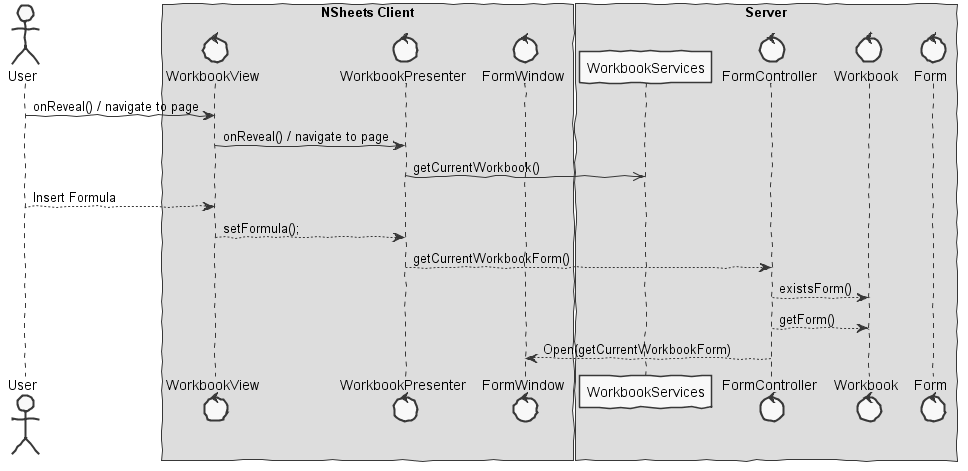 NSheets Client
Server
User
WorkbookView
WorkbookPresenter
FormWindow
WorkbookServices
FormController
Workbook
Form
onReveal() / navigate to page
onReveal() / navigate to page
getCurrentWorkbook()
Insert Formula
setFormula();
getCurrentWorkbookForm()
existsForm()
getForm()
Open(getCurrentWorkbookForm)
User
WorkbookView
WorkbookPresenter
FormWindow
WorkbookServices
FormController
Workbook
Form